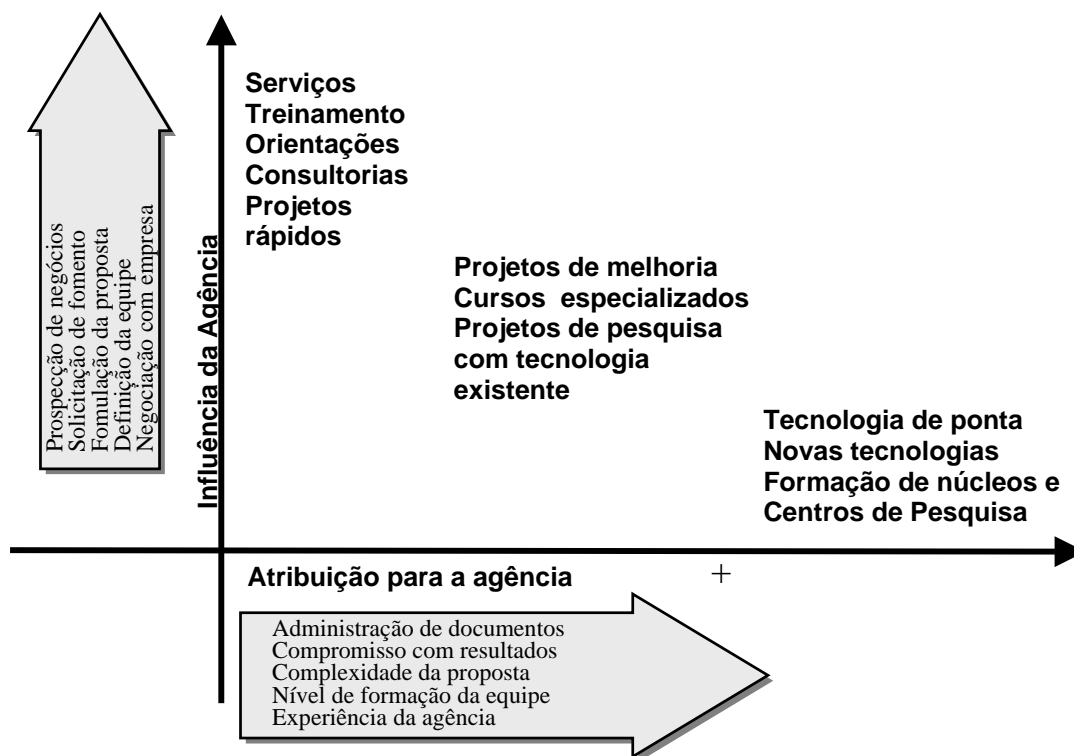 Serviços
Treinamento
Orientações
Consultorias
Projetos
rápidos
Prospecção de negócios
Solicitação de fomento
Fomulação da proposta
Definição da equipe
Negociação com empresa
Influência da Agência
Projetos de melhoria
Cursos especializados
Projetos de pesquisa
com tecnologia
existente
Tecnologia de ponta
Novas tecnologias
Formação de núcleos e
Centros de Pesquisa
Atribuição para a agência
+
Administração de documentos
Compromisso com resultados
Complexidade da proposta
Nível de formação da equipe
Experiência da agência